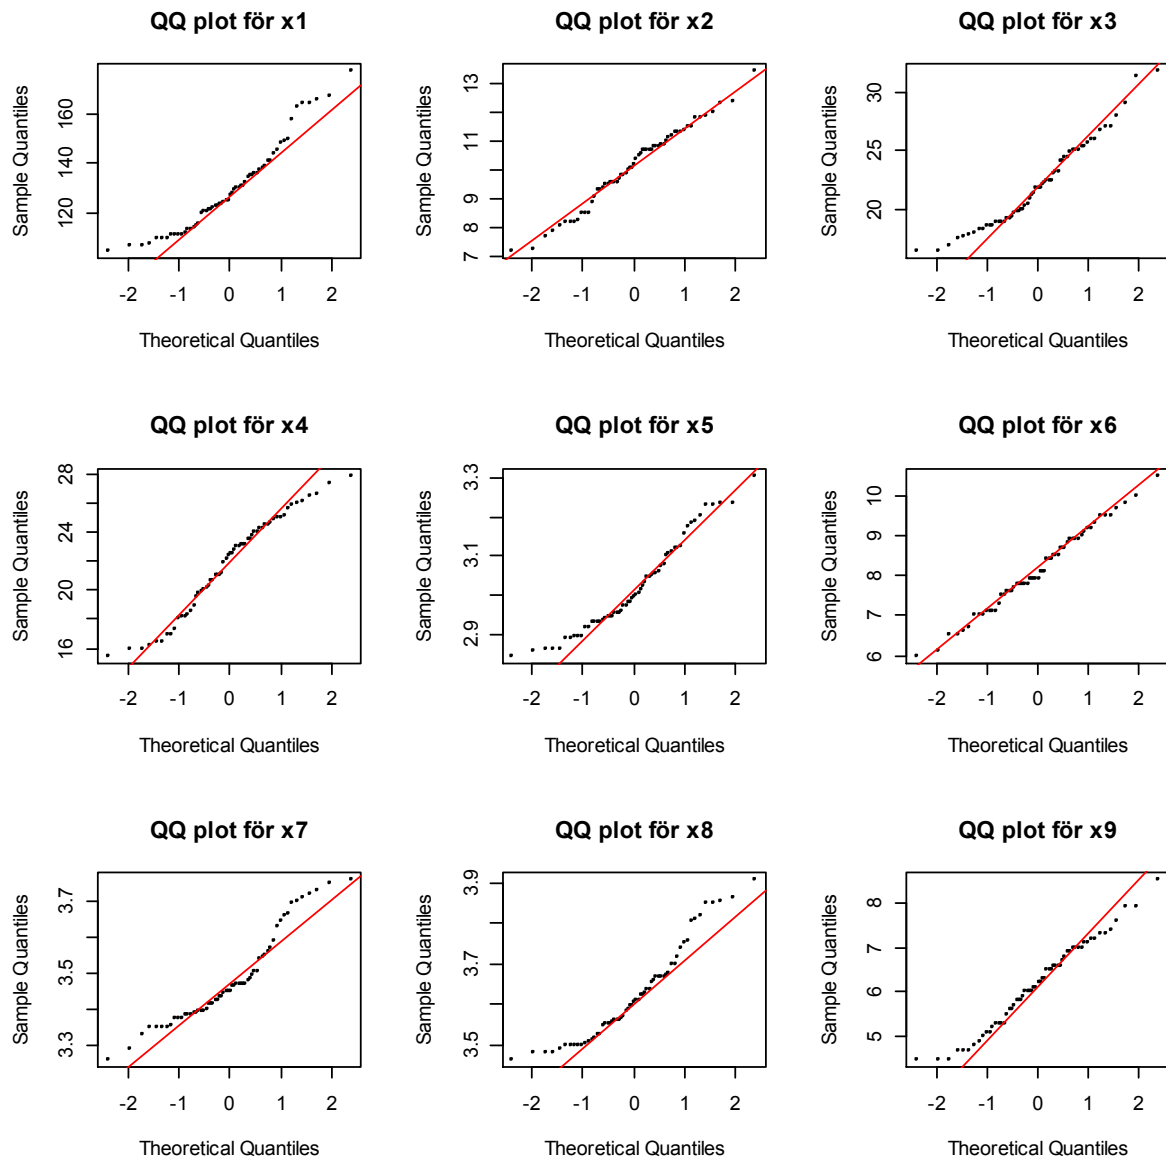 QQ plot för x1
Sample Quantiles
120 140 160
-2 -1 0 1 2
Theoretical Quantiles
QQ plot för x2
Sample Quantiles
7 8 9 10 11 13
-2 -1 0 1 2
Theoretical Quantiles
QQ plot för x3
Sample Quantiles
20 25 30
-2 -1 0 1 2
Theoretical Quantiles
QQ plot för x4
Sample Quantiles
16 20 24 28
-2 -1 0 1 2
Theoretical Quantiles
QQ plot för x5
Sample Quantiles
2.9 3.1 3.3
-2 -1 0 1 2
Theoretical Quantiles
QQ plot för x6
Sample Quantiles
6 7 8 9 10
-2 -1 0 1 2
Theoretical Quantiles
QQ plot för x7
Sample Quantiles
3.3 3.5 3.7
-2 -1 0 1 2
Theoretical Quantiles
QQ plot för x8
Sample Quantiles
3.5 3.7 3.9
-2 -1 0 1 2
Theoretical Quantiles
QQ plot för x9
Sample Quantiles
5 6 7 8
-2 -1 0 1 2
Theoretical Quantiles